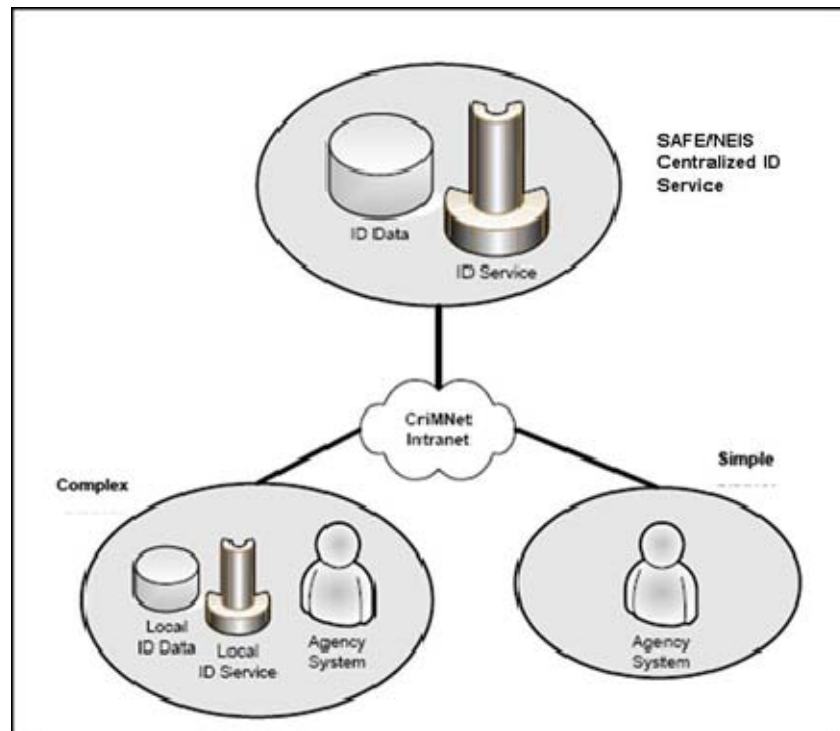 SAFE/NEIS
Centralized ID
Service
ID Data
ID Service
CriMNet
Intranet
Complex
Simple
Local
ID Data
Local
ID Service
Agency
System
Agency
System